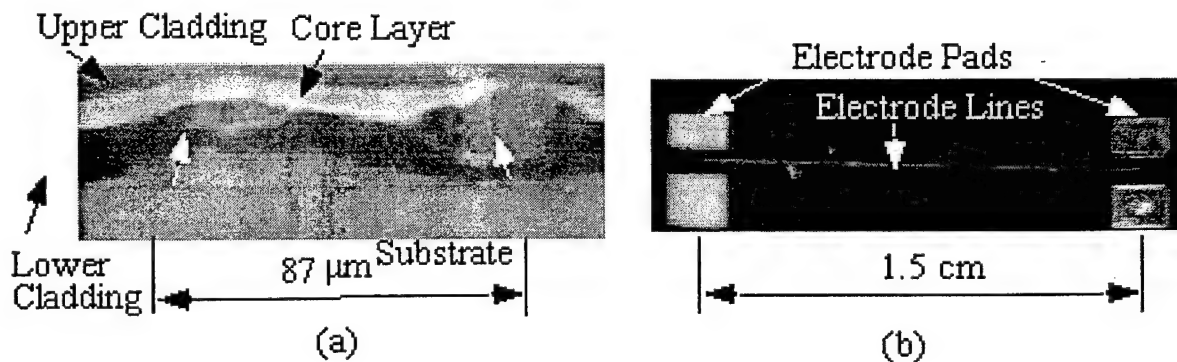 Upper Cladding Core Layer
Lower
Cladding
Substrate
87 µm
(a)
Electrode Pads
Electrode Lines
1.5 cm
(b)